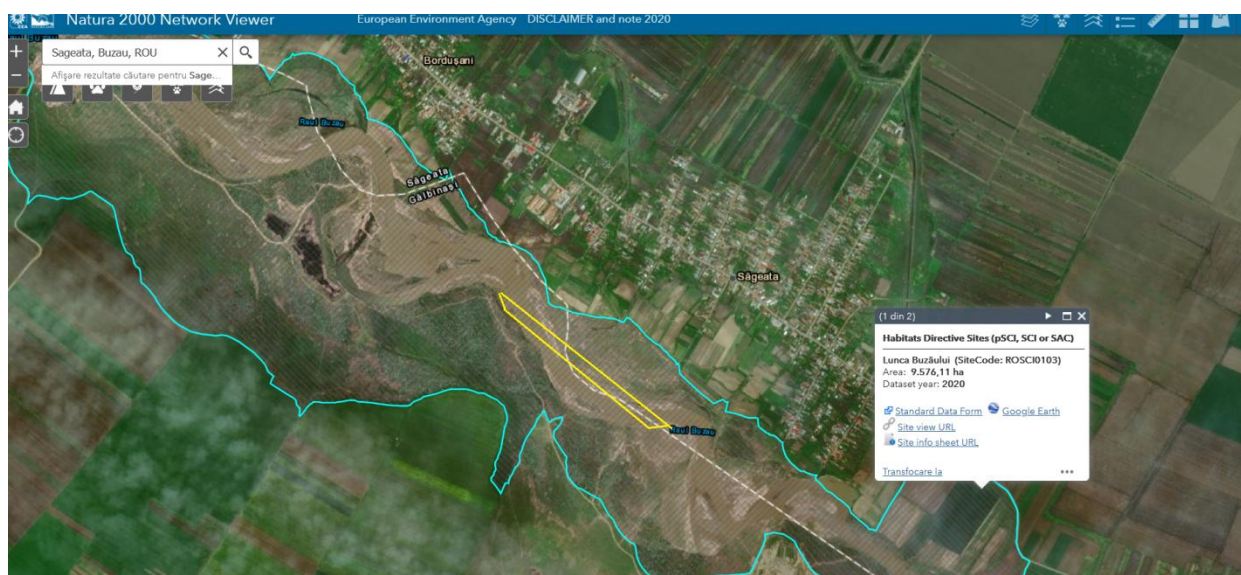 Natura 2000 Network Viewer
European Environment Agency DISCLAIMER and note 2020
Sageata, Buzau, ROU
Afișare rezultate căutare pentru Sage...
Bordușani
Raul Buzau
Săgeata
Gălbinași
Săgeata
Raul Buzau
(1 din 2)
Habitats Directive Sites (pSCI, SCI or SAC)
Lunca Buzăului (SiteCode: ROSCI0103)
Area: 9.576,11 ha
Dataset year: 2020
Standard Data Form Google Earth
Site view URL
Site info sheet URL
Transfocare la